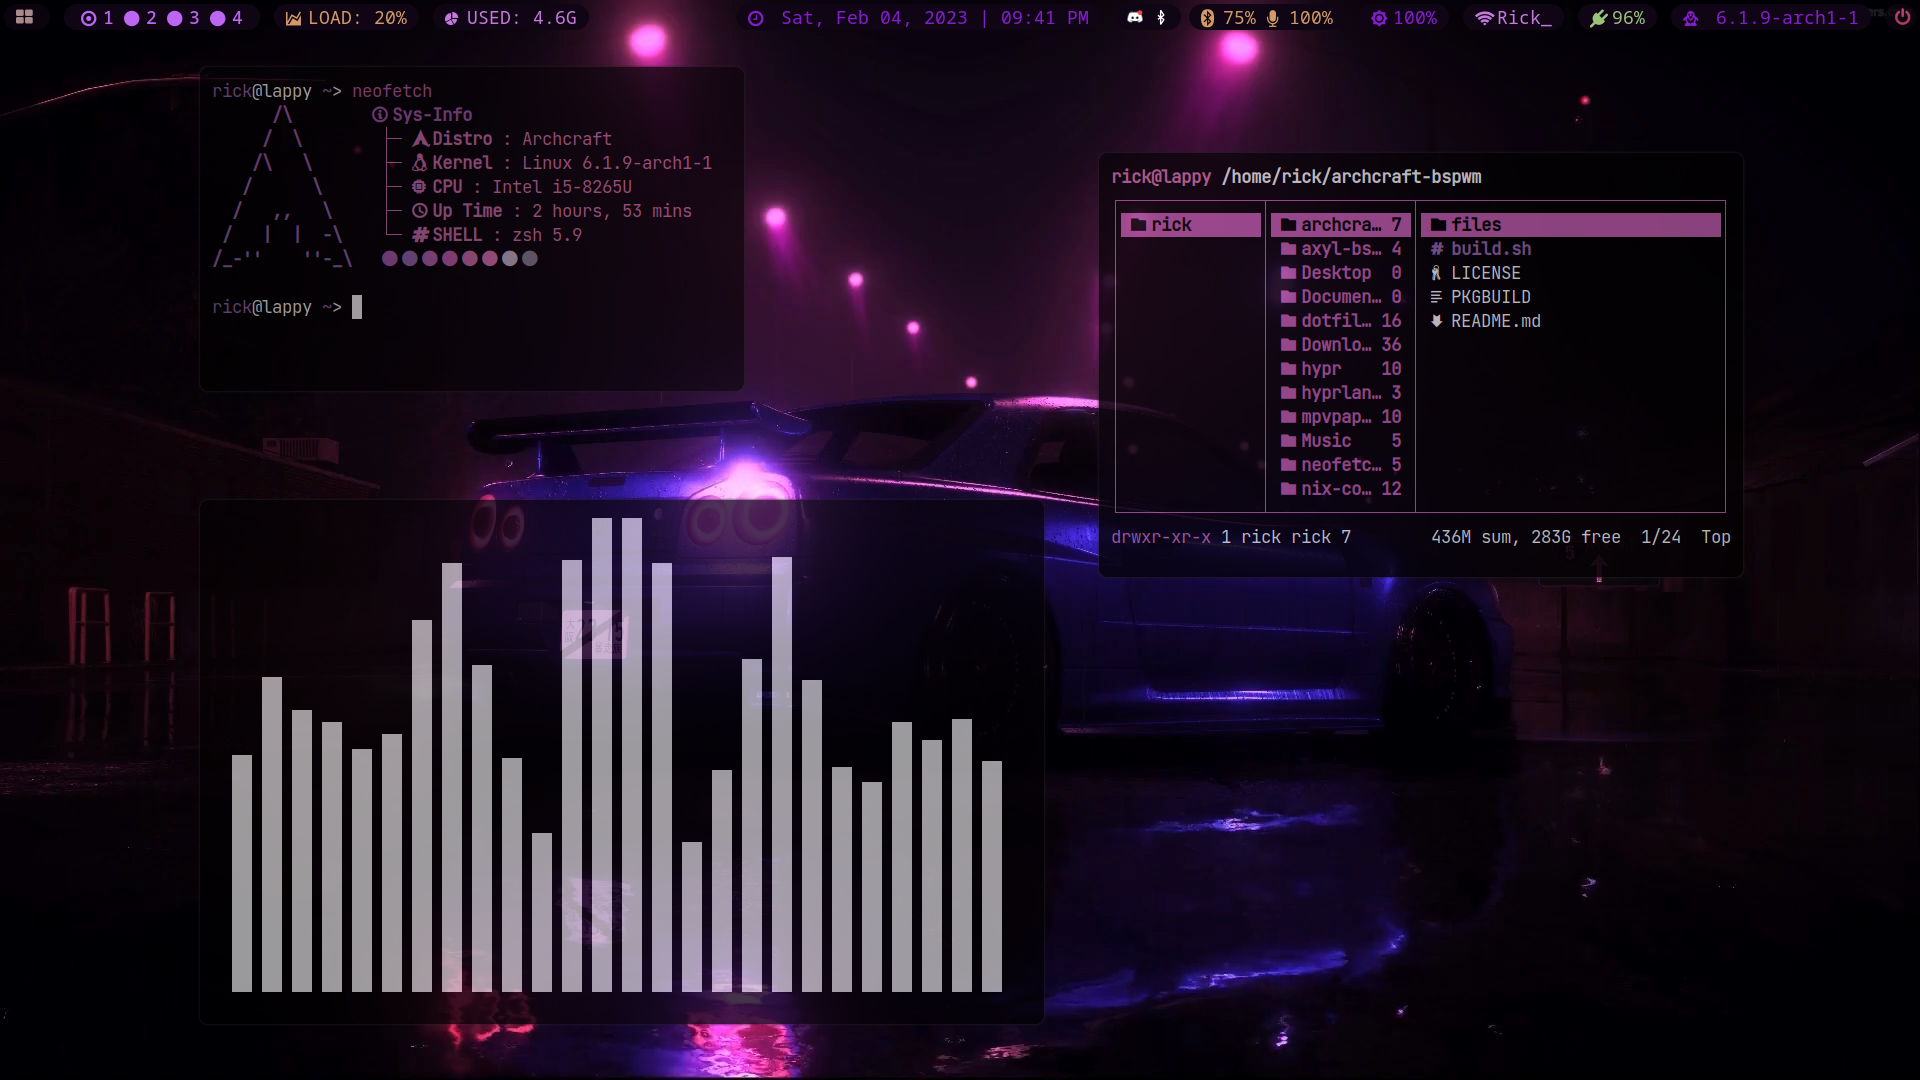 1 2 3 4 LOAD: 20% USED: 4.6G Sat, Feb 04, 2023 | 09:41 PM 75% 100% 100% Rick_ 96% 6.1.9-arch1-1
rick@lappy ~> neofetch
Sys-Info
Distro : Archcraft
Kernel : Linux 6.1.9-arch1-1
CPU : Intel i5-8265U
Up Time : 2 hours, 53 mins
SHELL : zsh 5.9
rick@lappy ~>
rick@lappy /home/rick/archcraft-bspwm
rick archcra… 7 files
axyl-bs… 4 # build.sh
Desktop 0 LICENSE
Documen… 0 PKGBUILD
dotfil… 16 README.md
Downlo… 36
hypr 10
hyprlan… 3
mpvpap… 10
Music 5
neofetc… 5
nix-co… 12
drwxr-xr-x 1 rick rick 7 436M sum, 283G free 1/24 Top